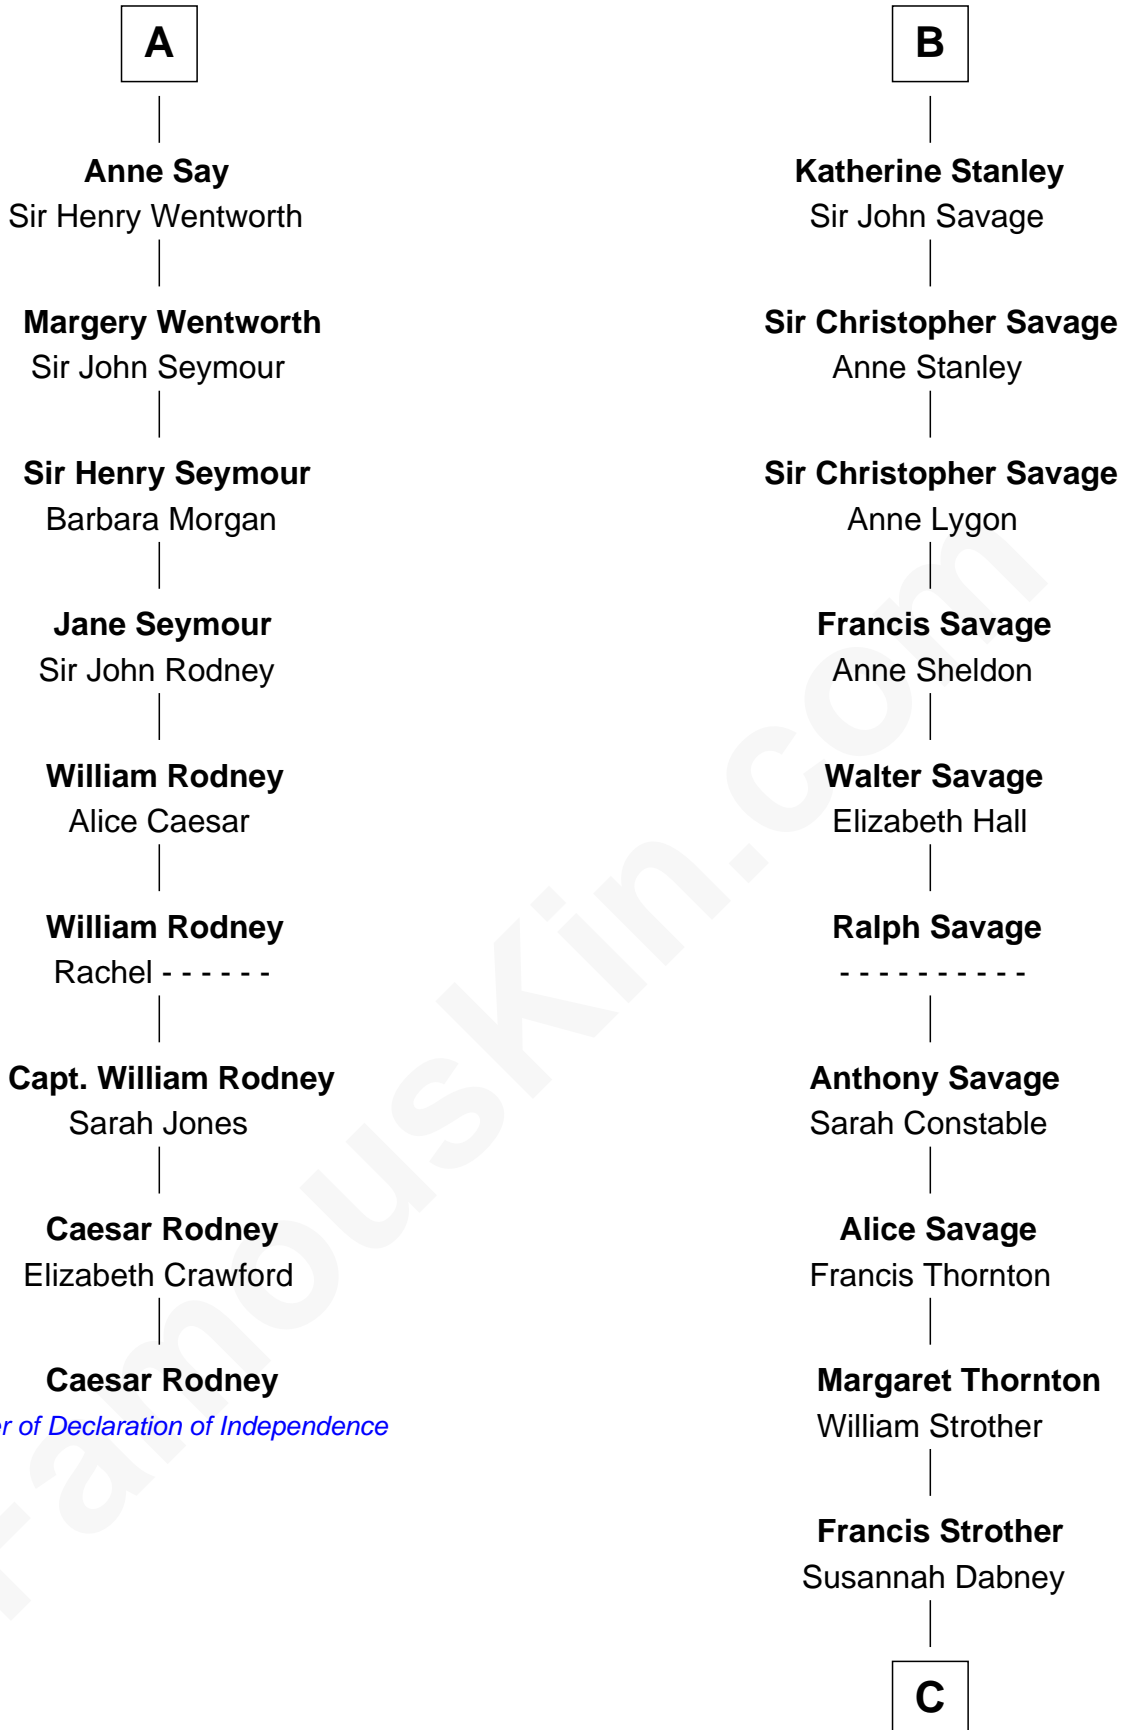 A
Anne Say
Sir Henry Wentworth
Margery Wentworth
Sir John Seymour
Sir Henry Seymour
Barbara Morgan
Jane Seymour
Sir John Rodney
William Rodney
Alice Caesar
William Rodney
Rachel - - - - - -
Capt. William Rodney
Sarah Jones
Caesar Rodney
Elizabeth Crawford
Caesar Rodney
of Declaration of Independence
B
Katherine Stanley
Sir John Savage
Sir Christopher Savage
Anne Stanley
Sir Christopher Savage
Anne Lygon
Francis Savage
Anne Sheldon
Walter Savage
Elizabeth Hall
Ralph Savage
- - - - - - - - - -
Anthony Savage
Sarah Constable
Alice Savage
Francis Thornton
Margaret Thornton
William Strother
Francis Strother
Susannah Dabney
C
FamousKin.com